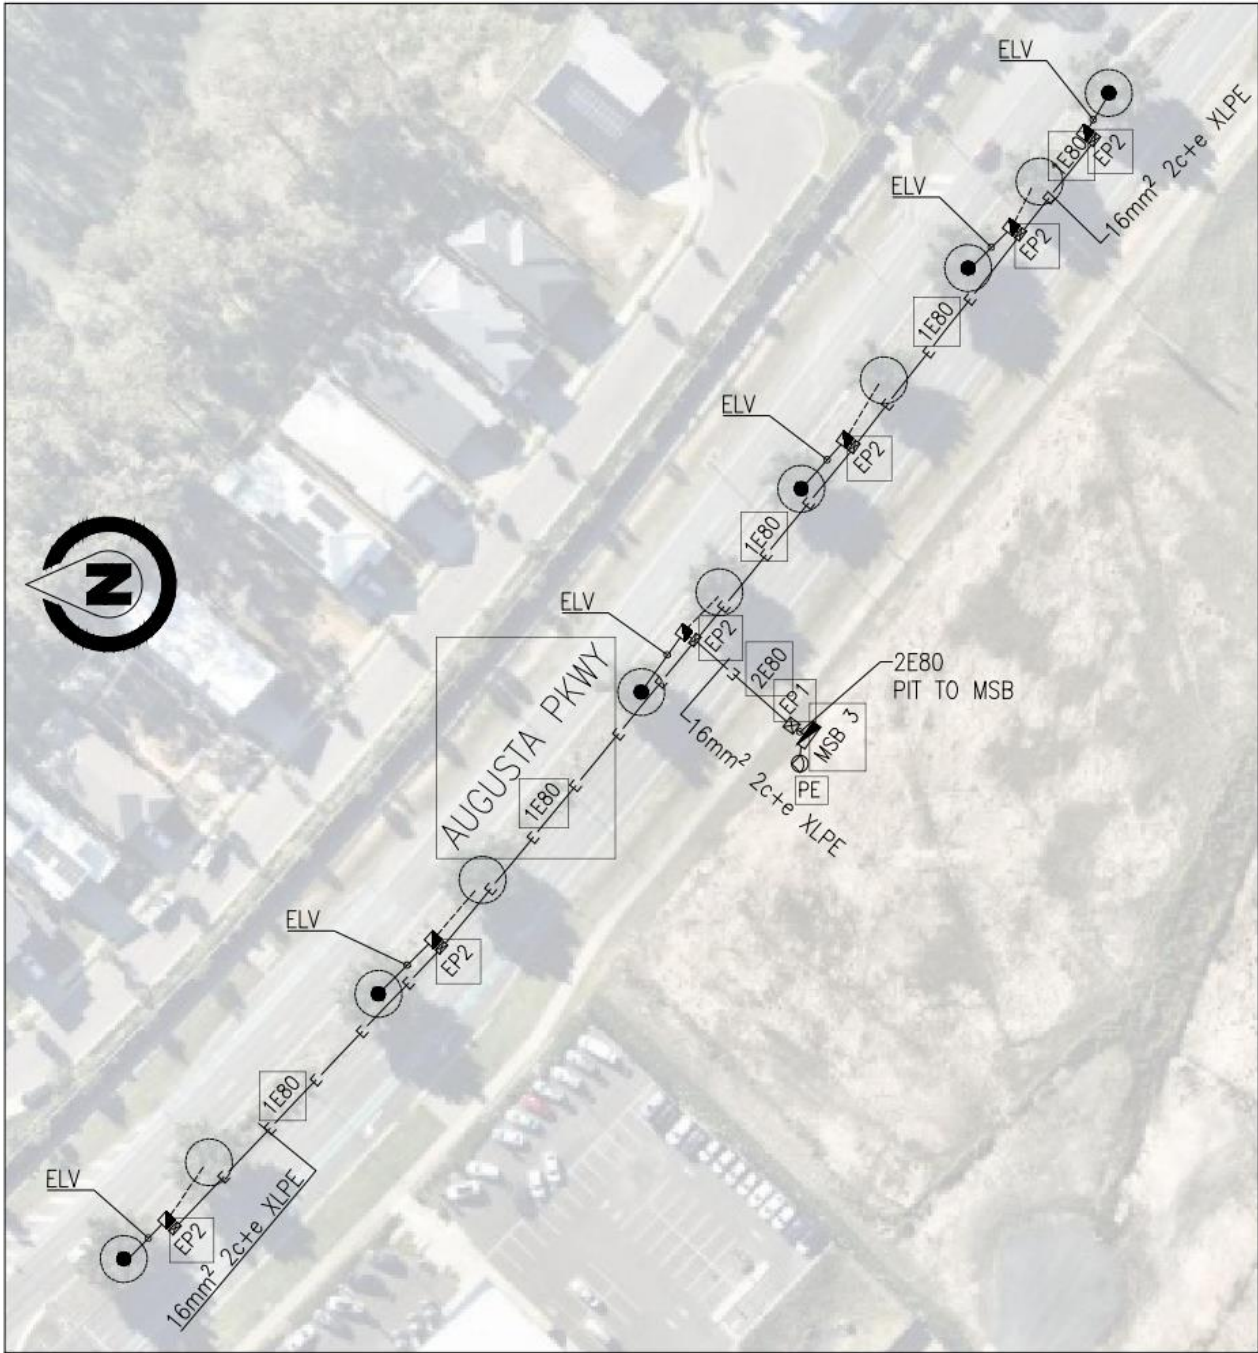 ELV
1E80
EP2
16mm² 2c+e XLPE
ELV
EP2
1E80
ELV
EP2
1E80
ELV
EP2
2E80
EP1
2E80
PIT TO MSB
MSB 3
PE
16mm² 2c+e XLPE
AUGUSTA PKWY
1E80
N
ELV
EP2
1E80
ELV
EP2
16mm² 2c+e XLPE